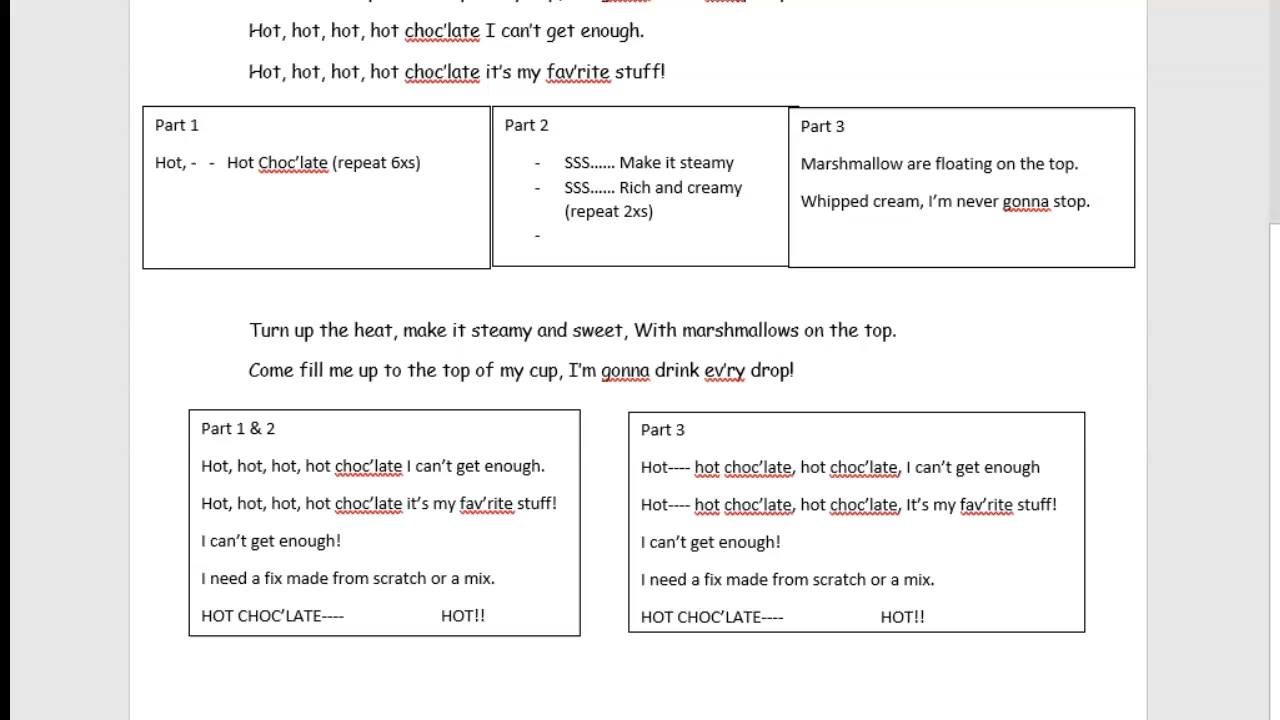 Hot, hot, hot, hot choc'late I can't get enough.
Hot, hot, hot, hot choc'late it's my fav'rite stuff!
Part 1
Hot, - - Hot Choc'late (repeat 6xs)
Part 2
- SSS...... Make it steamy
- SSS...... Rich and creamy
(repeat 2xs)
-
Part 3
Marshmallow are floating on the top.
Whipped cream, I'm never gonna stop.
Turn up the heat, make it steamy and sweet, With marshmallows on the top.
Come fill me up to the top of my cup, I'm gonna drink ev'ry drop!
Part 1 & 2
Hot, hot, hot, hot choc'late I can't get enough.
Hot, hot, hot, hot choc'late it's my fav'rite stuff!
I can't get enough!
I need a fix made from scratch or a mix.
HOT CHOC'LATE---- HOT!!
Part 3
Hot---- hot choc'late, hot choc'late, I can't get enough
Hot---- hot choc'late, hot choc'late, It's my fav'rite stuff!
I can't get enough!
I need a fix made from scratch or a mix.
HOT CHOC'LATE---- HOT!!